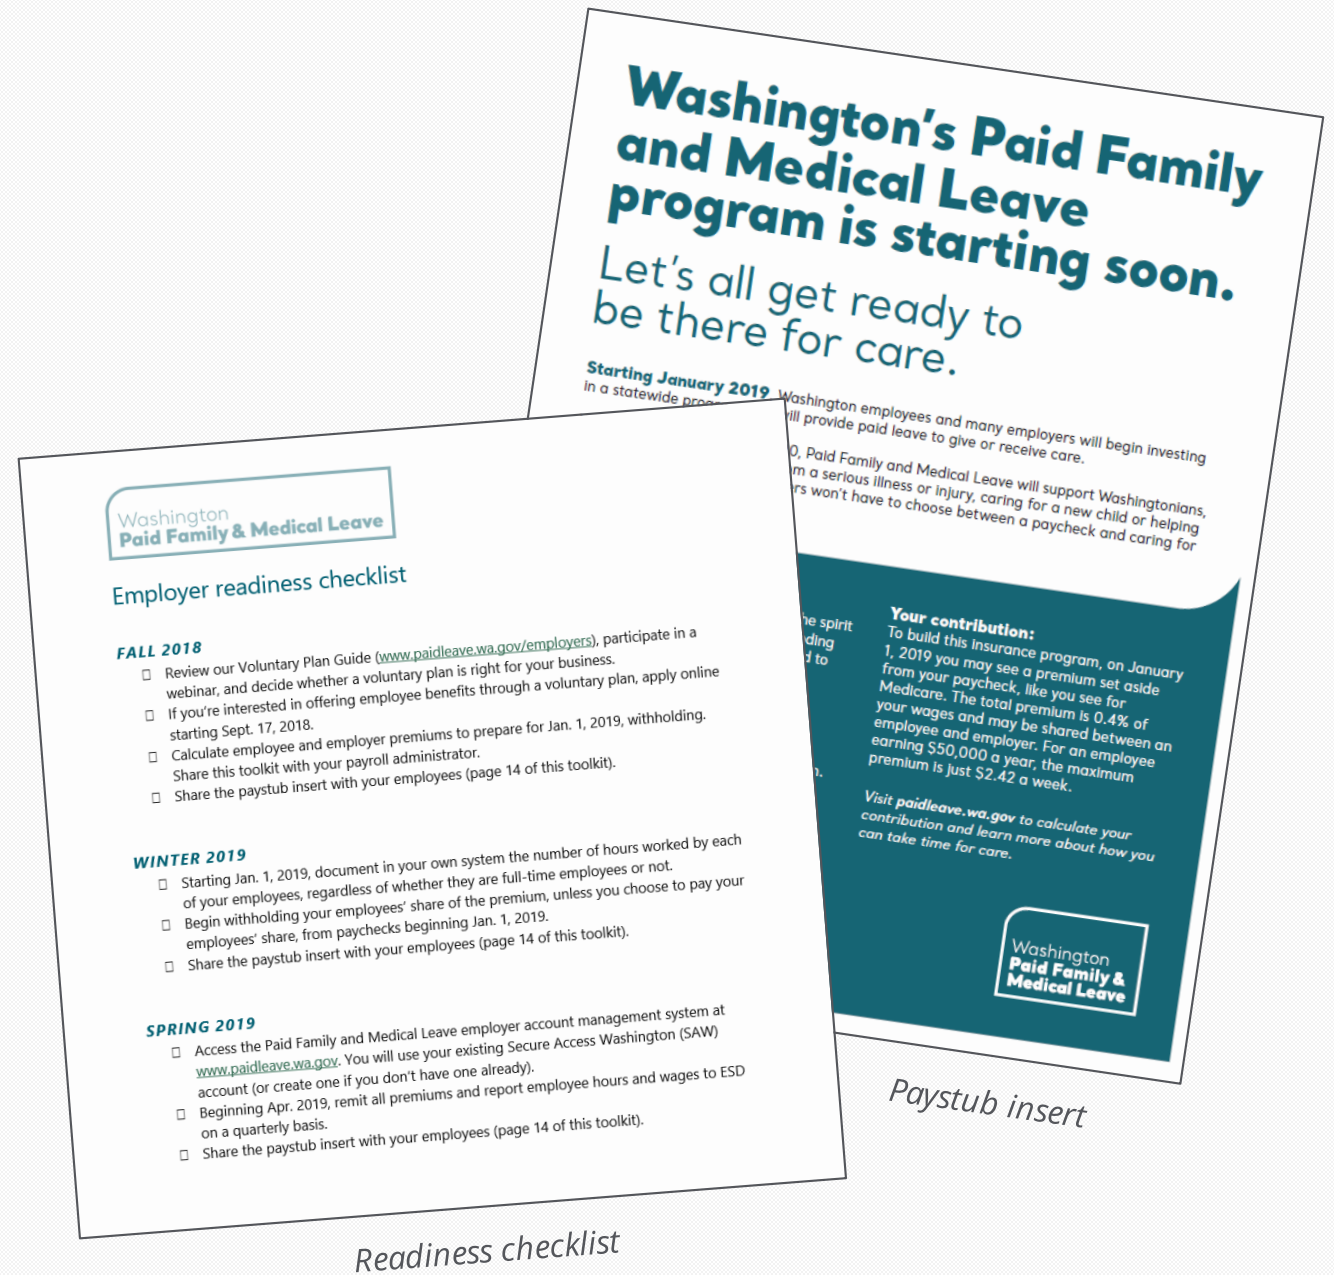 Washington's Paid Family
and Medical Leave
program is starting soon.
Let's all get ready to
be there for care.
Starting January 2019 Washington employees and many employers will begin investing
in a statewide will provide paid leave to give or receive care.
Paid Family and Medical Leave will support Washingtonians,
a serious illness or injury, caring for a new child or helping
won't have to choose between a paycheck and caring for
spirit
to
Your contribution:
To build this insurance program, on January
1, 2019 you may see a premium set aside
from your paycheck, like you see for
Medicare. The total premium is 0.4% of
your wages and may be shared between an
employee and employer. For an employee
earning $50,000 a year, the maximum
premium is just $2.42 a week.
Visit paidleave.wa.gov to calculate your
contribution and learn more about how you
can take time for care.
Washington
Paid Family &
Medical Leave
Paystub insert
Washington
Paid Family & Medical Leave
Employer readiness checklist
FALL 2018
Review our Voluntary Plan Guide (www.paidleave.wa.gov/employers), participate in a
webinar, and decide whether a voluntary plan is right for your business.
If you're interested in offering employee benefits through a voluntary plan, apply online
starting Sept. 17, 2018.
Calculate employee and employer premiums to prepare for Jan. 1, 2019, withholding.
Share this toolkit with your payroll administrator.
Share the paystub insert with your employees (page 14 of this toolkit).
WINTER 2019
Starting Jan. 1, 2019, document in your own system the number of hours worked by each
of your employees, regardless of whether they are full-time employees or not.
Begin withholding your employees' share of the premium, unless you choose to pay your
employees' share, from paychecks beginning Jan. 1, 2019.
Share the paystub insert with your employees (page 14 of this toolkit).
SPRING 2019
Access the Paid Family and Medical Leave employer account management system at
www.paidleave.wa.gov. You will use your existing Secure Access Washington (SAW)
account (or create one if you don't have one already).
Beginning Apr. 2019, remit all premiums and report employee hours and wages to ESD
on a quarterly basis.
Share the paystub insert with your employees (page 14 of this toolkit).
Readiness checklist